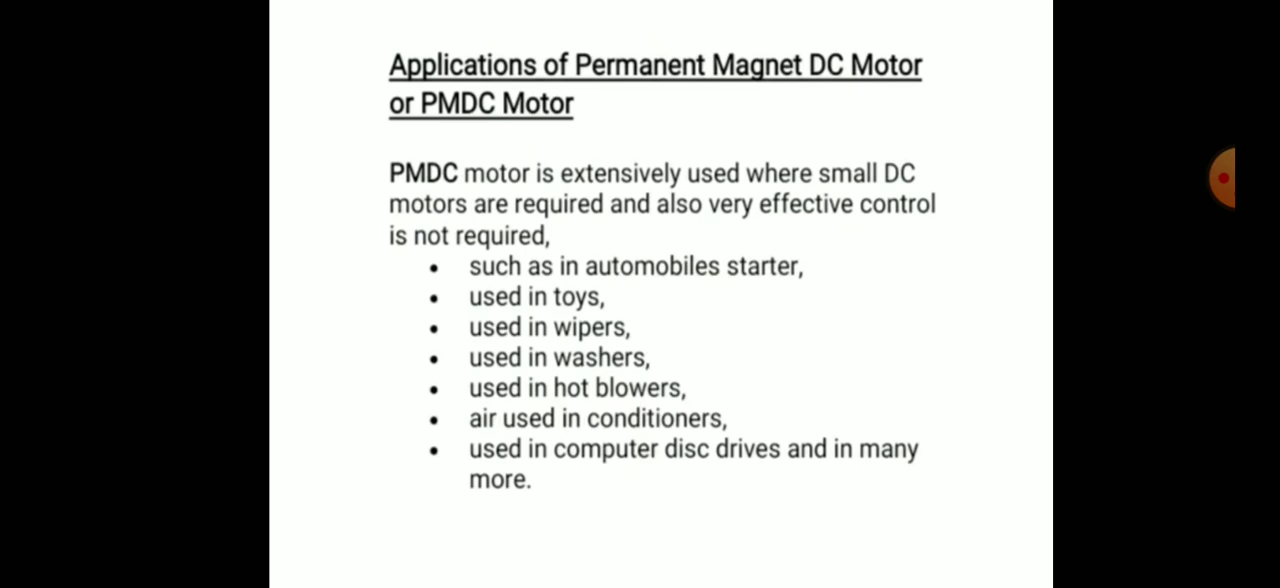 Applications of Permanent Magnet DC Motor
or PMDC Motor
PMDC motor is extensively used where small DC
motors are required and also very effective control
is not required,
• such as in automobiles starter,
• used in toys,
• used in wipers,
• used in washers,
• used in hot blowers,
• air used in conditioners,
• used in computer disc drives and in many
more.